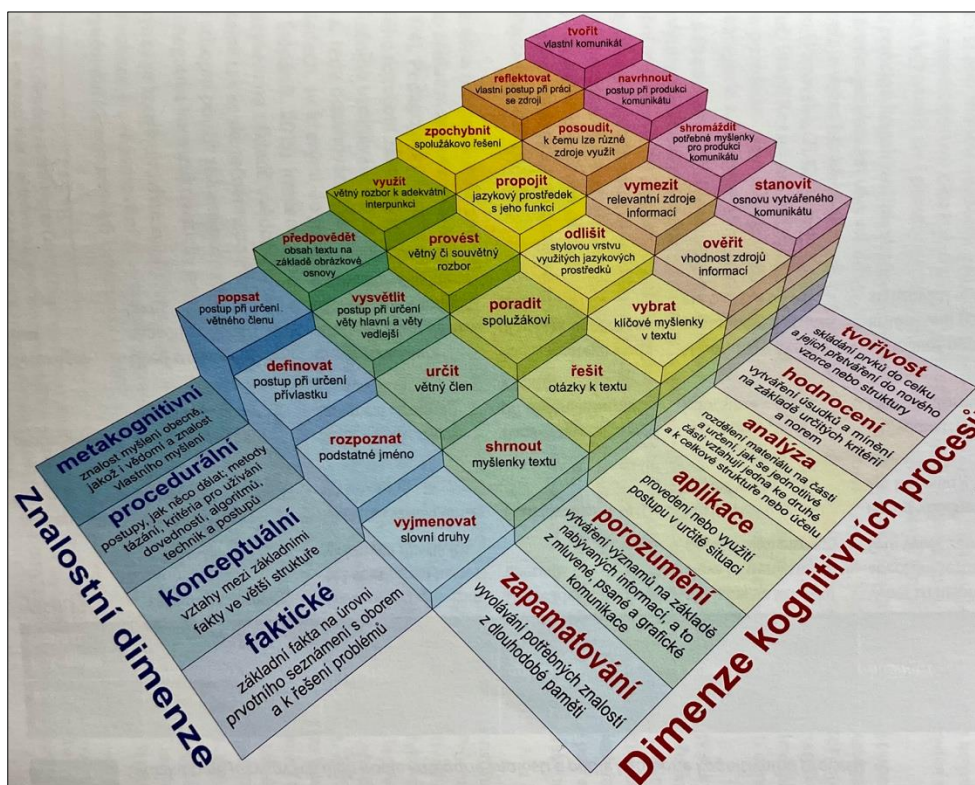 tvořit
vlastní komunikát
reflektovat
vlastní postup při práci
se zdroji
navrhnout
postup při produkci
komunikátu
zpochybnit
spolužákovo řešení
posoudit,
k čemu lze různé
zdroje využít
shromáždit
potřebné myšlenky
pro produkci
komunikátu
využít
větný rozbor k adekvátní
interpunkci
propojit
jazykový prostředek
s jeho funkcí
vymezit
relevantní zdroje
informací
stanovit
osnovu vytvářeného
komunikátu
předpovědět
obsah textu na
základě obrázkové
osnovy
provést
větný či souvětný
rozbor
odlišit
stylovou vrstvu
využitých jazykových
prostředků
ověřit
vhodnost zdrojů
informací
popsat
postup při určení
větného členu
vysvětlit
postup při určení
věty hlavní a věty
vedlejší
poradit
spolužákovi
vybrat
klíčové myšlenky
v textu
definovat
postup při určení
přívlastku
určit
větný člen
řešit
otázky k textu
rozpoznat
podstatné jméno
shrnout
myšlenky textu
vyjmenovat
slovní druhy
Znalostní dimenze
metakognitivní
znalost myšlení obecně,
jakož i vědomí a znalost
vlastního myšlení
procedurální
postupy, jak něco dělat; metody
tázání, kritéria pro užívání
dovedností, algoritmů,
technik a postupů
konceptuální
vztahy mezi základními
fakty ve větší struktuře
faktické
základní fakta na úrovni
prvotního seznámení s oborem
a k řešení problémů
Dimenze kognitivních procesů
tvořivost
skládání prvků do celku
a jejich přetváření do nového
vzorce nebo struktury
hodnocení
vytváření úsudků a mínění
na základě určitých kritérií
a norem
analýza
rozdělení materiálu na části
a určení, jak se jednotlivé
části vztahují jedna ke druhé
a k celkové struktuře nebo účelu
aplikace
provedení nebo využití
postupu v určité situaci
porozumění
vytváření významů na základě
nabývaných informací, a to
z mluvené, psané a grafické
komunikace
zapamatování
vyvolávání potřebných znalostí
z dlouhodobé paměti